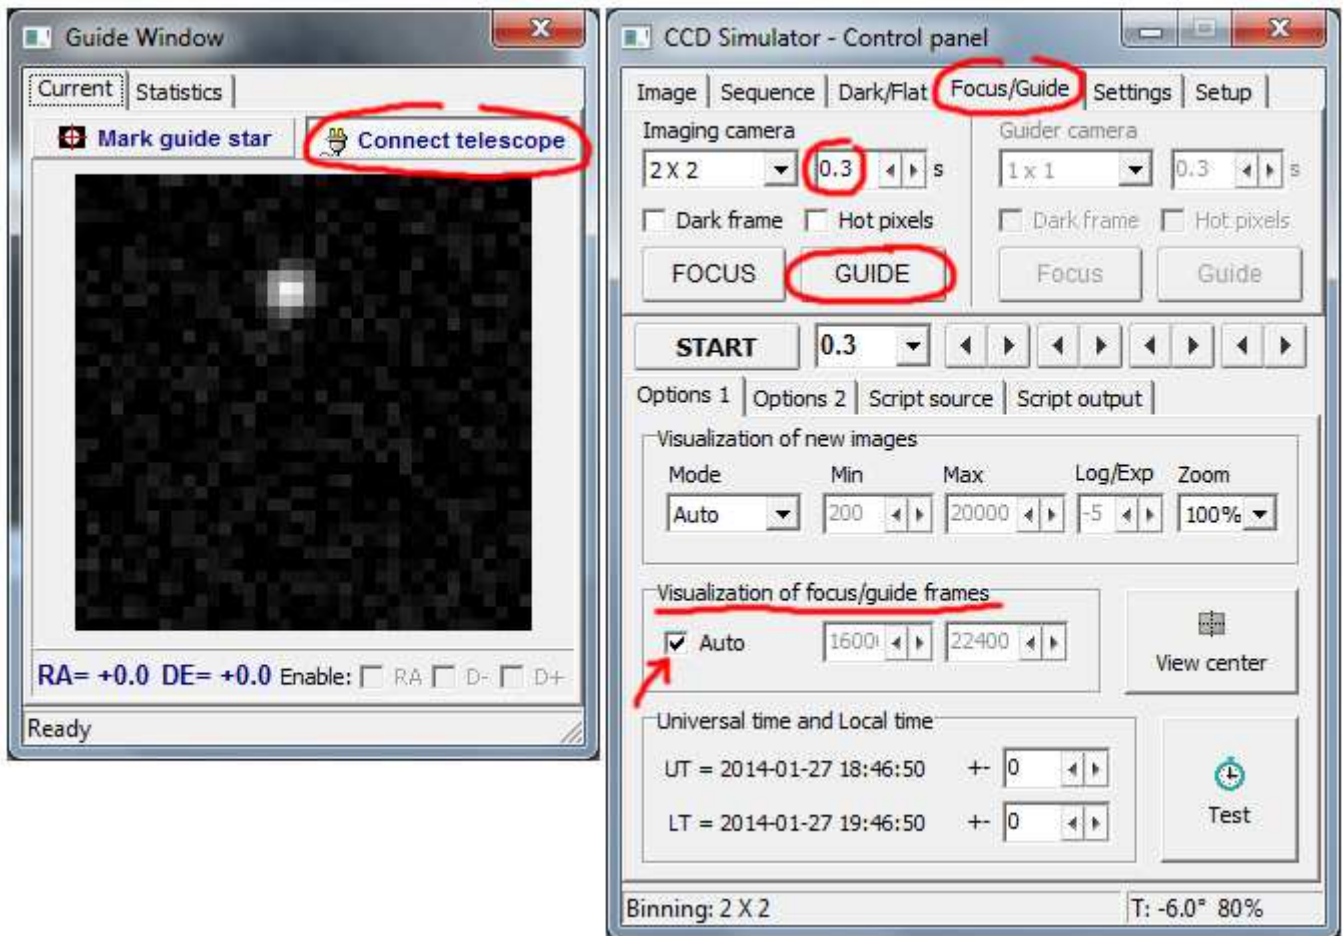 Guide Window
Current Statistics
Mark guide star Connect telescope
RA= +0.0 DE= +0.0 Enable: RA D- D+
Ready
CCD Simulator - Control panel
Image Sequence Dark/Flat Focus/Guide Settings Setup
Imaging camera Guider camera
2 X 2 0.3 s 1 x 1 0.3 s
Dark frame Hot pixels Dark frame Hot pixels
FOCUS GUIDE Focus Guide
START 0.3
Options 1 Options 2 Script source Script output
Visualization of new images
Mode Min Max Log/Exp Zoom
Auto 200 20000 -5 100%
Visualization of focus/guide frames
Auto 1600 22400
View center
Universal time and Local time
UT = 2014-01-27 18:46:50 +- 0
LT = 2014-01-27 19:46:50 +- 0
Test
Binning: 2 X 2 T: -6.0° 80%